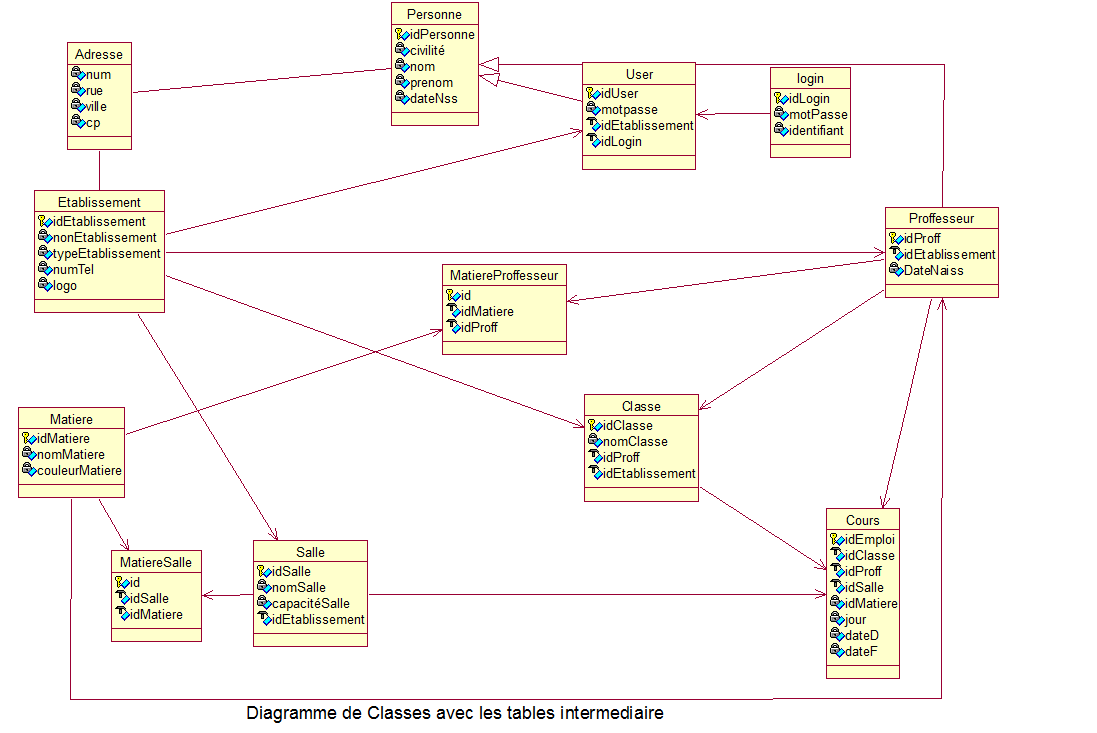 Personne
idPersonne
civilité
nom
prenom
dateNss
Adresse
num
rue
ville
cp
User
idUser
motpasse
idEtablissement
idLogin
login
idLogin
motPasse
identifiant
Etablissement
idEtablissement
nonEtablissement
typeEtablissement
numTel
logo
Proffesseur
idProff
idEtablissement
DateNaiss
MatiereProffesseur
id
idMatiere
idProff
Classe
idClasse
nomClasse
idProff
idEtablissement
Matiere
idMatiere
nomMatiere
couleurMatiere
Cours
idEmploi
idClasse
idProff
idSalle
idMatiere
jour
dateD
dateF
MatiereSalle
id
idSalle
idMatiere
Salle
idSalle
nomSalle
capacitéSalle
idEtablissement
Diagramme de Classes avec les tables intermediaire